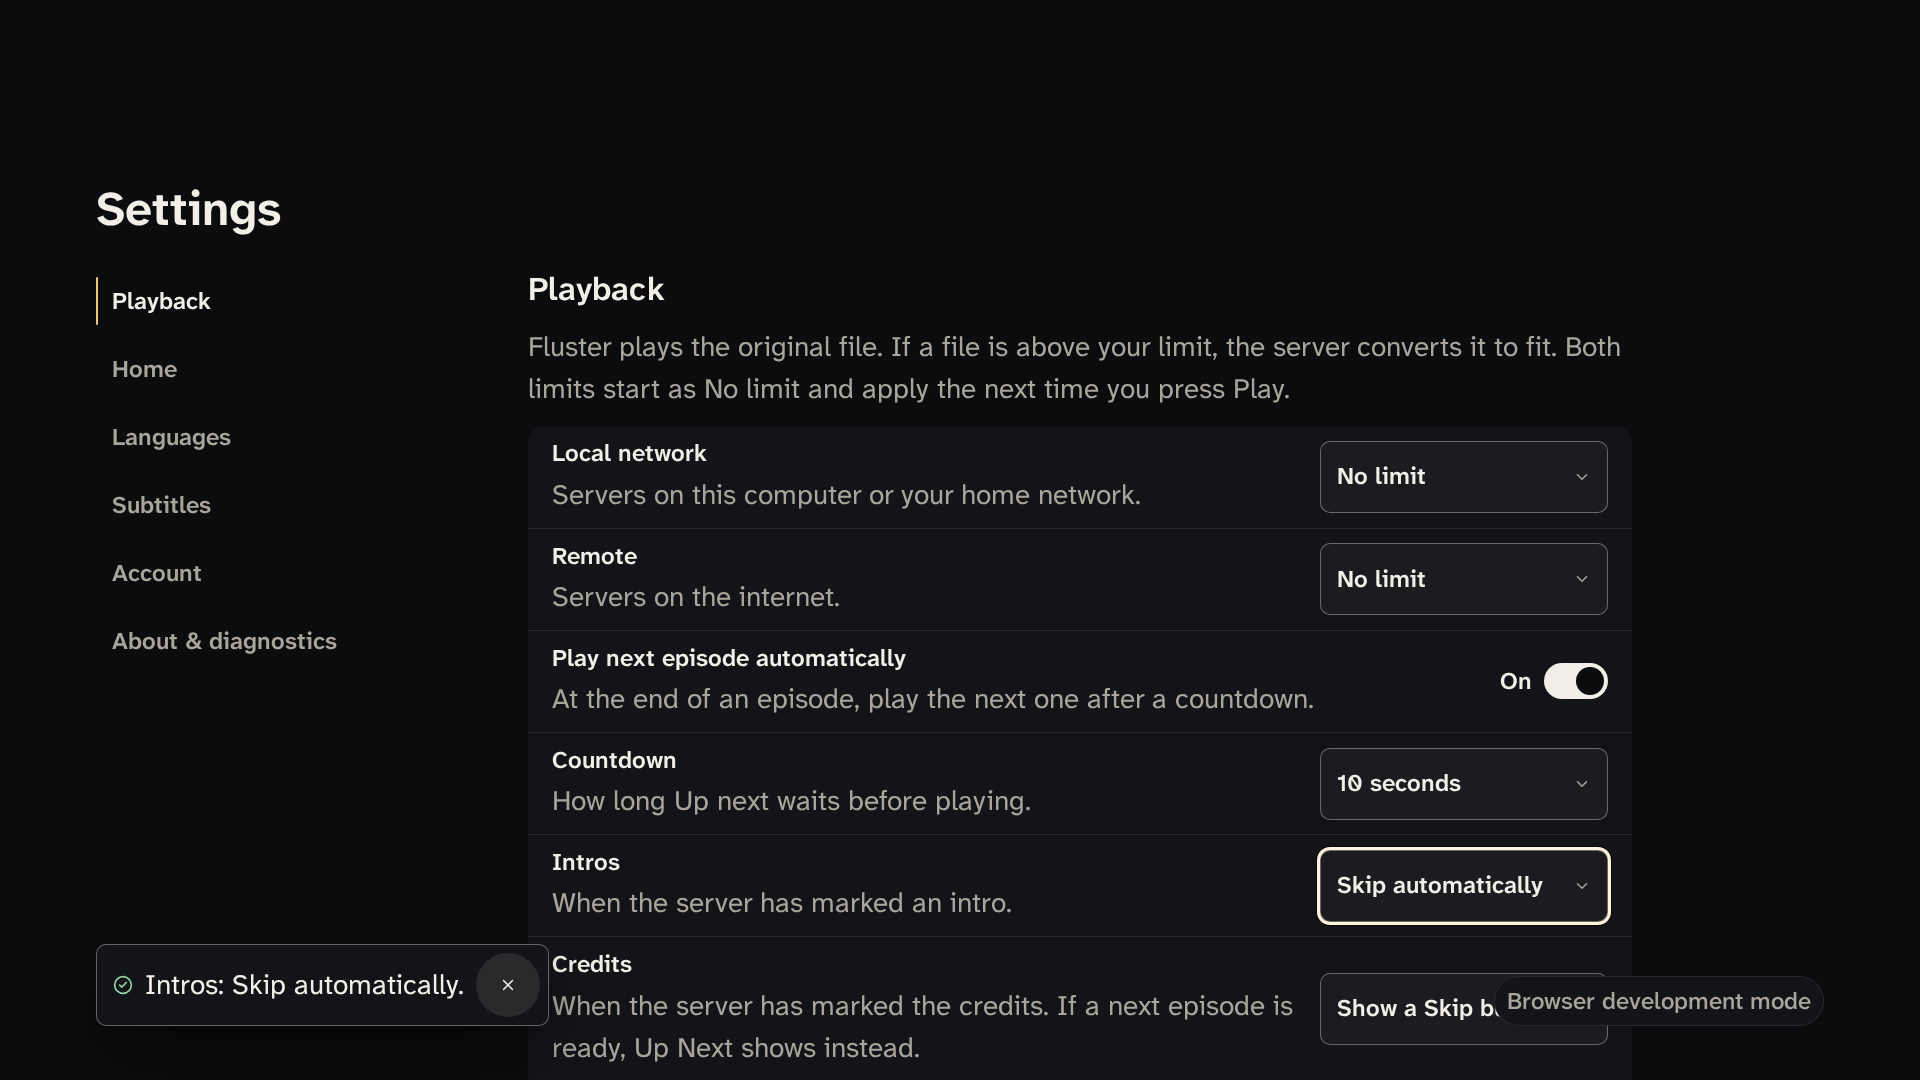 Settings
Playback
Home
Languages
Subtitles
Account
About & diagnostics
Playback
Fluster plays the original file. If a file is above your limit, the server converts it to fit. Both
limits start as No limit and apply the next time you press Play.
Local network
Servers on this computer or your home network.
No limit
Remote
Servers on the internet.
No limit
Play next episode automatically
At the end of an episode, play the next one after a countdown.
On
Countdown
How long Up next waits before playing.
10 seconds
Intros
When the server has marked an intro.
Skip automatically
Credits
When the server has marked the credits. If a next episode is
ready, Up Next shows instead.
Show a Skip
Intros: Skip automatically.
Browser development mode